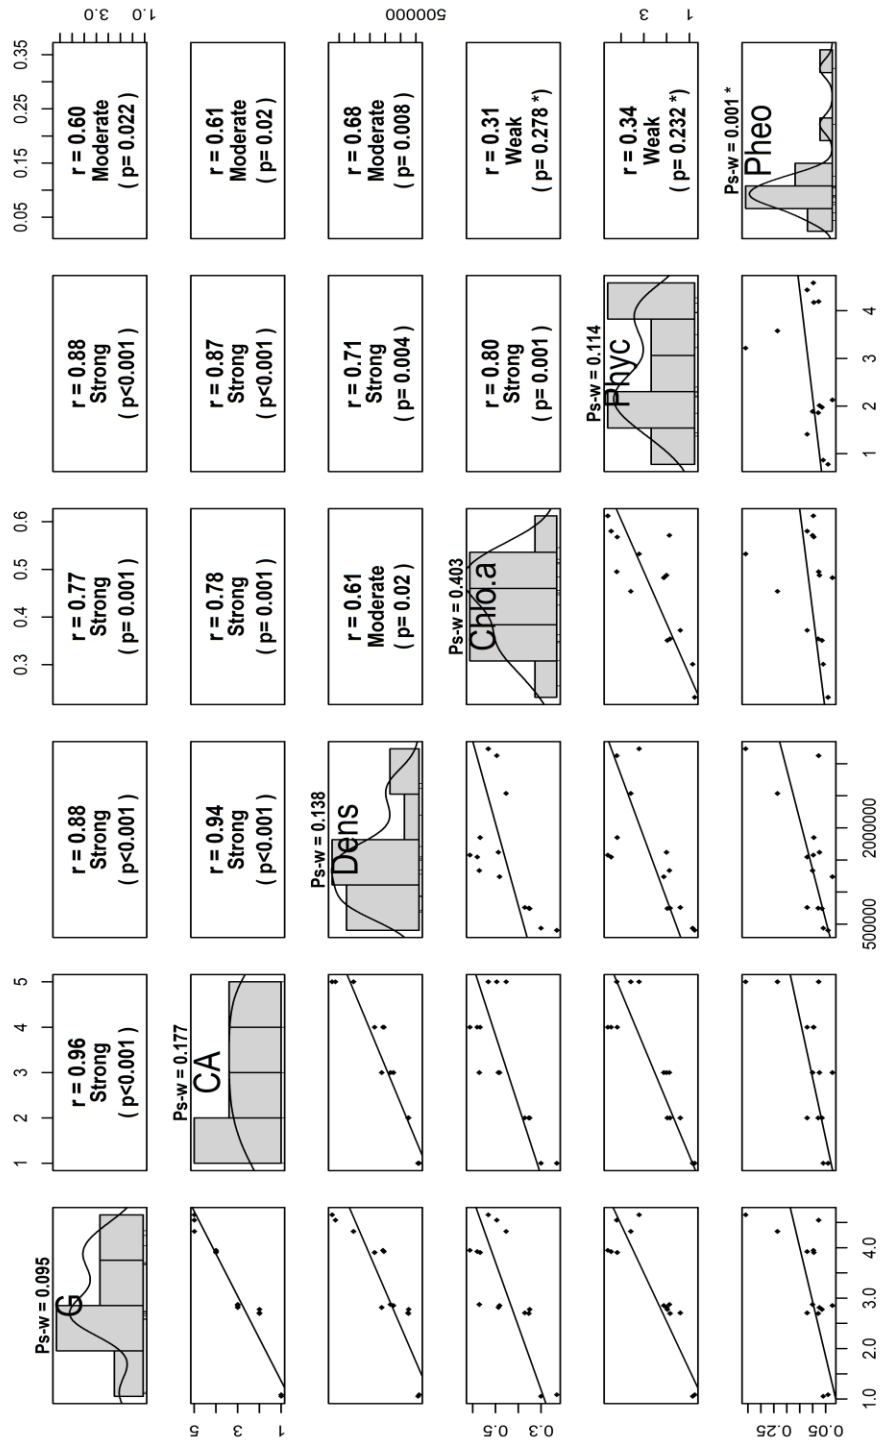 1 2 3 4 5
0.3 0.4 0.5 0.6
0.05 0.15 0.25 0.35
Ps-w = 0.095
G
r = 0.96
Strong
( p<0.001 )
r = 0.88
Strong
( p<0.001 )
r = 0.77
Strong
( p= 0.001 )
r = 0.88
Strong
( p<0.001 )
r = 0.60
Moderate
( p= 0.022 )
1.0 3.0
1 3 5
Ps-w = 0.177
CA
r = 0.94
Strong
( p<0.001 )
r = 0.78
Strong
( p= 0.001 )
r = 0.87
Strong
( p<0.001 )
r = 0.61
Moderate
( p= 0.02 )
Ps-w = 0.138
Dens
r = 0.61
Moderate
( p= 0.02 )
r = 0.71
Strong
( p= 0.004 )
r = 0.68
Moderate
( p= 0.008 )
500000
0.3 0.5
Ps-w = 0.403
Chlo.a
r = 0.80
Strong
( p= 0.001 )
r = 0.31
Weak
( p= 0.278 *)
Ps-w = 0.114
Phyc
r = 0.34
Weak
( p= 0.232 *)
1 3
0.05 0.25
Ps-w = 0.001 *
Pheo
1.0 2.0 3.0 4.0
500000 2000000
1 2 3 4